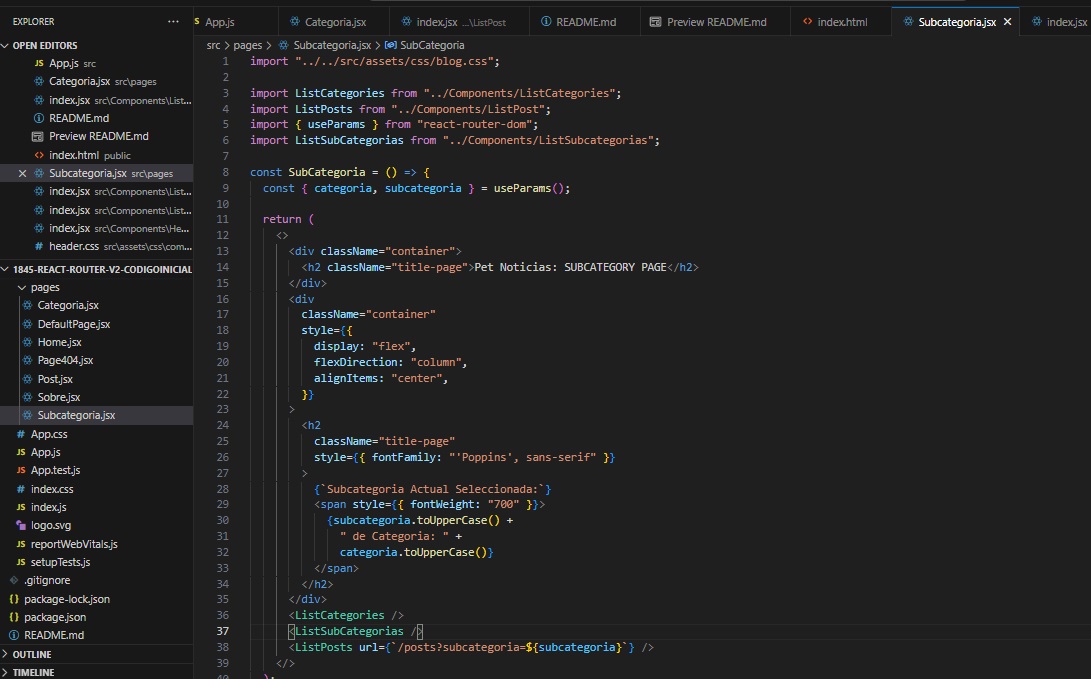 EXPLORER
OPEN EDITORS
JS App.js src
Categoria.jsx src\pages
index.jsx src\Components\List...
README.md
Preview README.md
<> index.html public
Subcategoria.jsx src\pages
index.jsx src\Components\List...
index.jsx src\Components\List...
index.jsx src\Components\He...
# header.css src\assets\css\com...
1845-REACT-ROUTER-V2-CODIGOINICIAL
pages
Categoria.jsx
DefaultPage.jsx
Home.jsx
Page404.jsx
Post.jsx
Sobre.jsx
Subcategoria.jsx
# App.css
JS App.js
JS App.test.js
# index.css
JS index.js
logo.svg
JS reportWebVitals.js
JS setupTests.js
.gitignore
{} package-lock.json
{} package.json
README.md
OUTLINE
TIMELINE
JS App.js Categoria.jsx index.jsx ...\ListPost README.md Preview README.md <> index.html Subcategoria.jsx index.jsx
src > pages > Subcategoria.jsx > SubCategoria
1 import "../../src/assets/css/blog.css";
2
3 import ListCategories from "../Components/ListCategories";
4 import ListPosts from "../Components/ListPost";
5 import { useParams } from "react-router-dom";
6 import ListSubCategorias from "../Components/ListSubcategorias";
7
8 const SubCategoria = () => {
9 const { categoria, subcategoria } = useParams();
10
11 return (
12 <>
13 <div className="container">
14 <h2 className="title-page">Pet Noticias: SUBCATEGORY PAGE</h2>
15 </div>
16 <div
17 className="container"
18 style={{
19 display: "flex",
20 flexDirection: "column",
21 alignItems: "center",
22 }}
23 >
24 <h2
25 className="title-page"
26 style={{ fontFamily: "'Poppins', sans-serif" }}
27 >
28 {`Subcategoria Actual Seleccionada:`}
29 <span style={{ fontWeight: "700" }}>
30 {subcategoria.toUpperCase() +
31 " de Categoria: " +
32 categoria.toUpperCase()}
33 </span>
34 </h2>
35 </div>
36 <ListCategories />
37 <ListSubCategorias />
38 <ListPosts url={`/posts?subcategoria=${subcategoria}`} />
39 </>
40 );